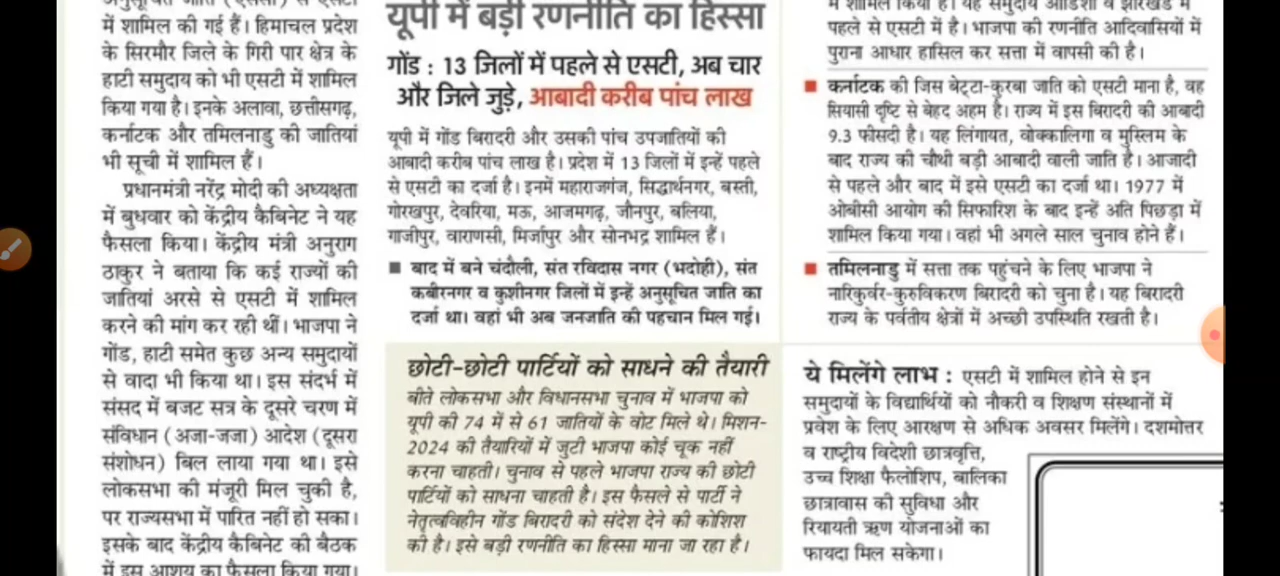 अनुसूचित जाति (एससी) से एसटी
में शामिल की गई हैं। हिमाचल प्रदेश
के सिरमौर जिले के गिरी पार क्षेत्र के
हाटी समुदाय को भी एसटी में शामिल
किया गया है। इनके अलावा, छत्तीसगढ़,
कर्नाटक और तमिलनाडु की जातियां
भी सूची में शामिल हैं।
प्रधानमंत्री नरेंद्र मोदी की अध्यक्षता
में बुधवार को केंद्रीय कैबिनेट ने यह
फैसला किया। केंद्रीय मंत्री अनुराग
ठाकुर ने बताया कि कई राज्यों की
जातियां अरसे से एसटी में शामिल
करने की मांग कर रही थीं। भाजपा ने
गोंड, हाटी समेत कुछ अन्य समुदायों
से वादा भी किया था। इस संदर्भ में
संसद में बजट सत्र के दूसरे चरण में
संविधान (अजा-जजा) आदेश (दूसरा
संशोधन) बिल लाया गया था। इसे
लोकसभा की मंजूरी मिल चुकी है,
पर राज्यसभा में पारित नहीं हो सका।
इसके बाद केंद्रीय कैबिनेट की बैठक
में इस आशय का फैसला किया गया।
यूपी में बड़ी रणनीति का हिस्सा
गोंड : 13 जिलों में पहले से एसटी, अब चार
और जिले जुड़े, आबादी करीब पांच लाख
यूपी में गोंड बिरादरी और उसकी पांच उपजातियों की
आबादी करीब पांच लाख है। प्रदेश में 13 जिलों में इन्हें पहले
से एसटी का दर्जा है। इनमें महाराजगंज, सिद्धार्थनगर, बस्ती,
गोरखपुर, देवरिया, मऊ, आजमगढ़, जौनपुर, बलिया,
गाजीपुर, वाराणसी, मिर्जापुर और सोनभद्र शामिल हैं।
■ बाद में बने चंदौली, संत रविदास नगर (भदोही), संत
कबीरनगर व कुशीनगर जिलों में इन्हें अनुसूचित जाति का
दर्जा था। वहां भी अब जनजाति की पहचान मिल गई।
छोटी-छोटी पार्टियों को साधने की तैयारी
बीते लोकसभा और विधानसभा चुनाव में भाजपा को
यूपी की 74 में से 61 जातियों के वोट मिले थे। मिशन-
2024 की तैयारियों में जुटी भाजपा कोई चूक नहीं
करना चाहती। चुनाव से पहले भाजपा राज्य की छोटी
पार्टियों को साधना चाहती है। इस फैसले से पार्टी ने
नेतृत्वविहीन गोंड बिरादरी को संदेश देने की कोशिश
की है। इसे बड़ी रणनीति का हिस्सा माना जा रहा है।
में शामिल किया है। यह समुदाय ओडिशा व झारखंड में
पहले से एसटी में है। भाजपा की रणनीति आदिवासियों में
पुराना आधार हासिल कर सत्ता में वापसी की है।
■ कर्नाटक की जिस बेट्टा-कुरबा जाति को एसटी माना है, वह
सियासी दृष्टि से बेहद अहम है। राज्य में इस बिरादरी की आबादी
9.3 फीसदी है। यह लिंगायत, वोक्कालिगा व मुस्लिम के
बाद राज्य की चौथी बड़ी आबादी वाली जाति है। आजादी
से पहले और बाद में इसे एसटी का दर्जा था। 1977 में
ओबीसी आयोग की सिफारिश के बाद इन्हें अति पिछड़ा में
शामिल किया गया। वहां भी अगले साल चुनाव होने हैं।
■ तमिलनाडु में सत्ता तक पहुंचने के लिए भाजपा ने
नारिकुर्वर-कुरुविकरण बिरादरी को चुना है। यह बिरादरी
राज्य के पर्वतीय क्षेत्रों में अच्छी उपस्थिति रखती है।
ये मिलेंगे लाभ : एसटी में शामिल होने से इन
समुदायों के विद्यार्थियों को नौकरी व शिक्षण संस्थानों में
प्रवेश के लिए आरक्षण से अधिक अवसर मिलेंगे। दशमोत्तर
व राष्ट्रीय विदेशी छात्रवृत्ति,
उच्च शिक्षा फैलोशिप, बालिका
छात्रावास की सुविधा और
रियायती ऋण योजनाओं का
फायदा मिल सकेगा।